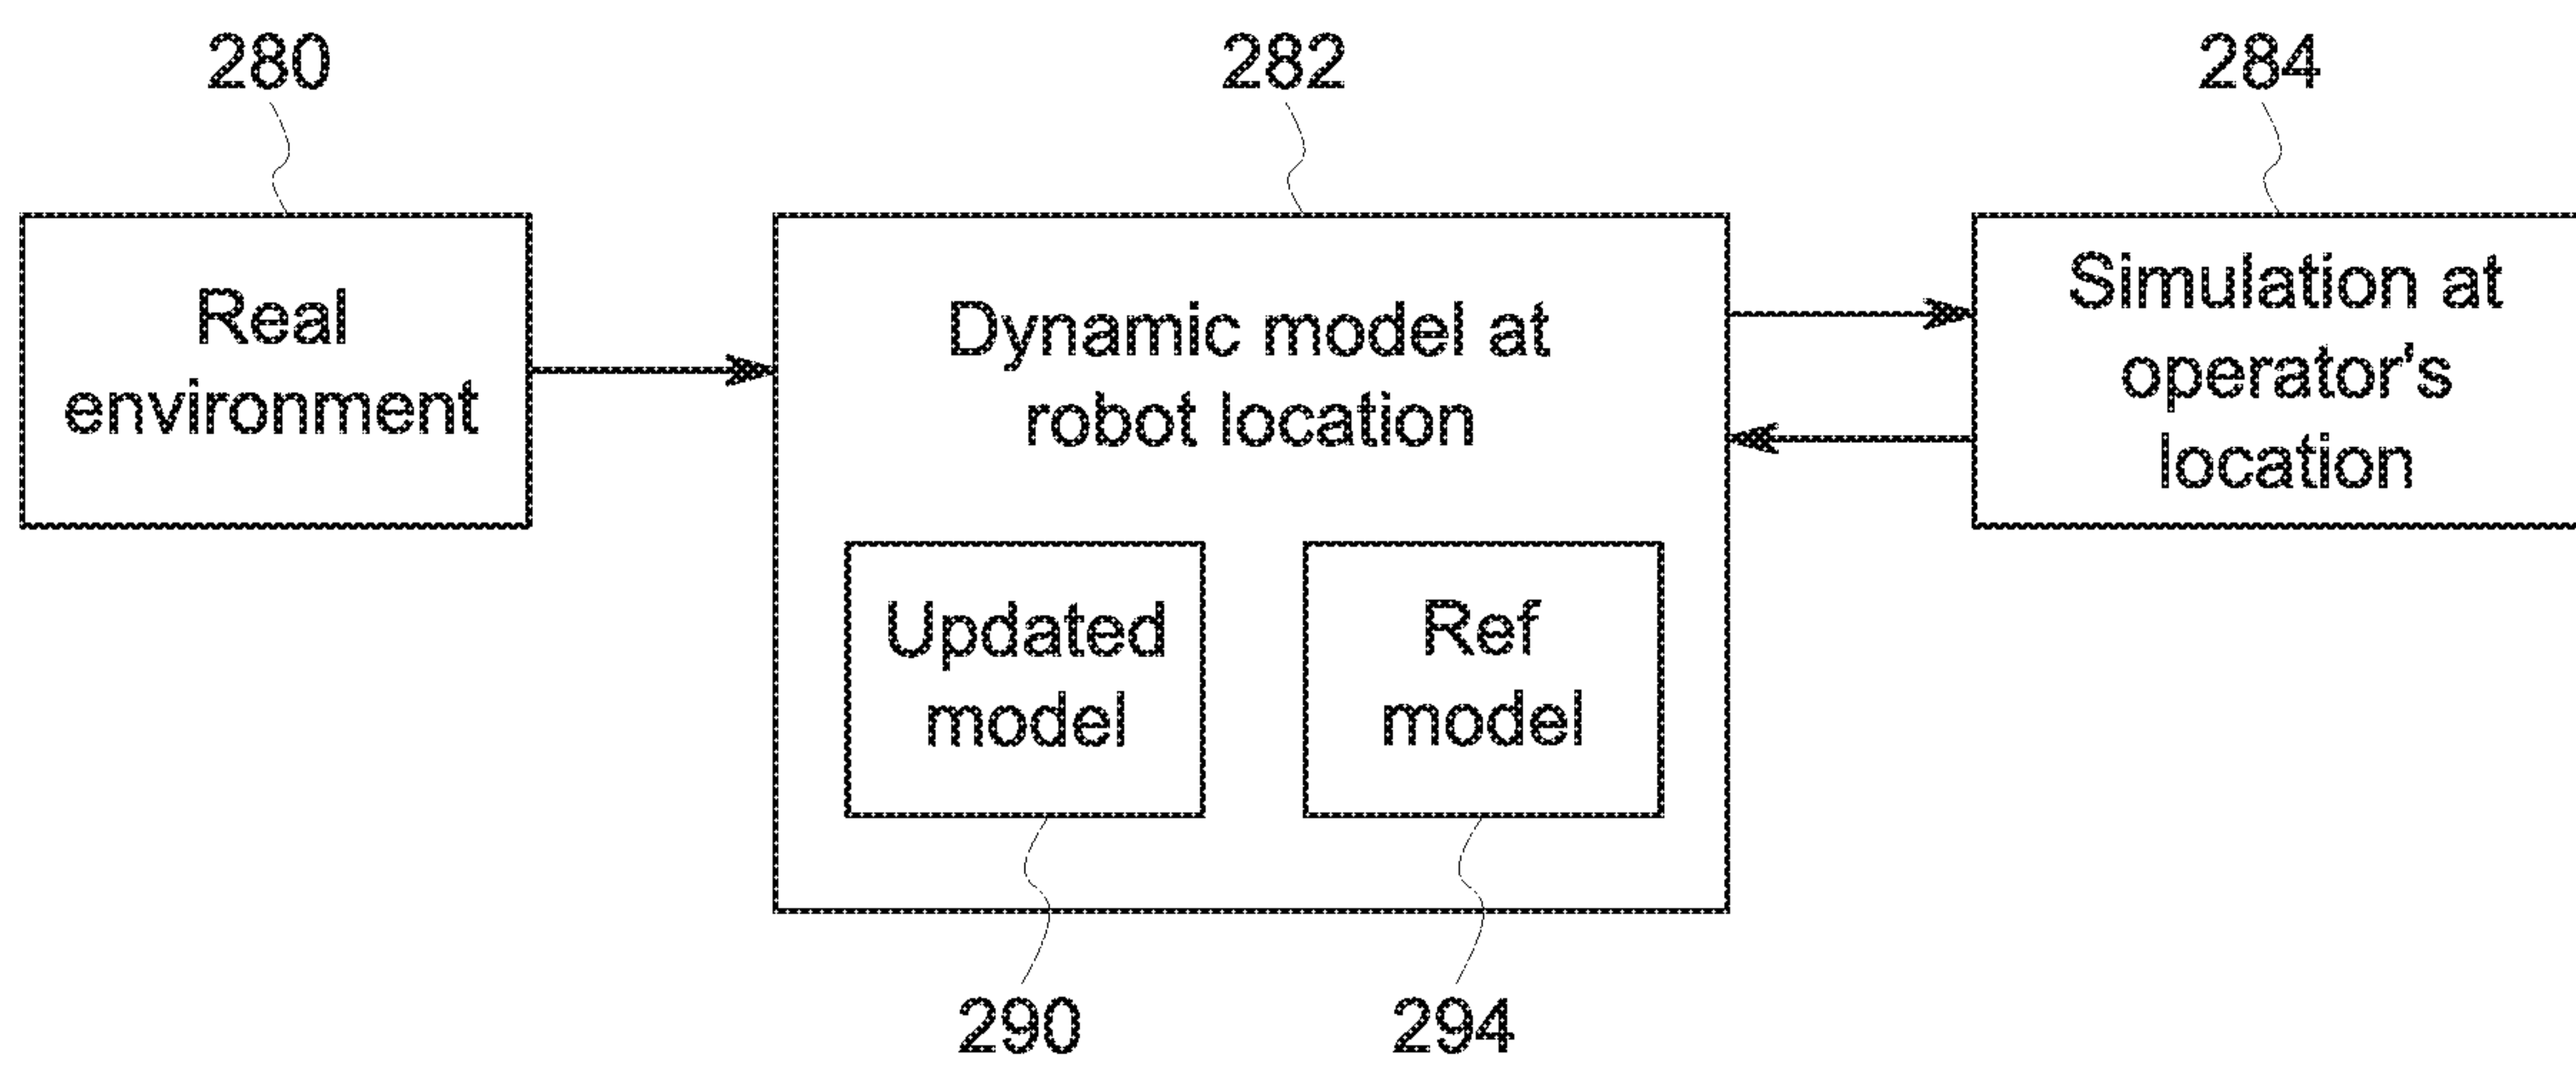 280
282
284
Real
environment
Dynamic model at
robot location
Simulation at
operator's
location
Updated
model
Ref
model
290
294